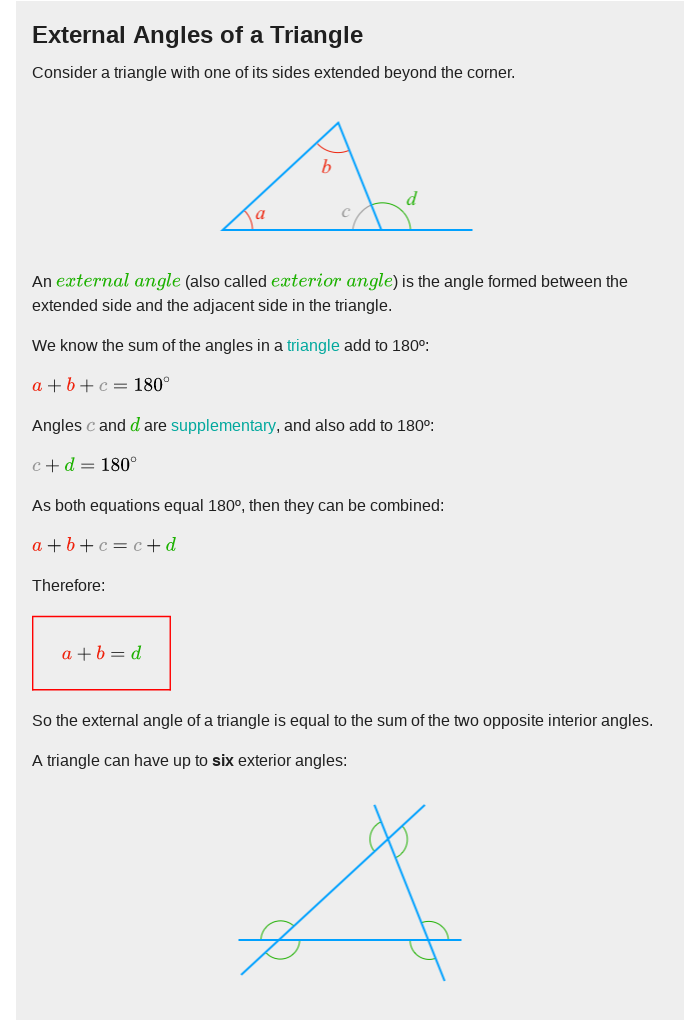 External Angles of a Triangle
Consider a triangle with one of its sides extended beyond the corner.
b
a
c
d
An external angle (also called exterior angle) is the angle formed between the
extended side and the adjacent side in the triangle.
We know the sum of the angles in a triangle add to 180º:
a + b + c = 180°
Angles c and d are supplementary, and also add to 180º:
c + d = 180°
As both equations equal 180º, then they can be combined:
a + b + c = c + d
Therefore:
a + b = d
So the external angle of a triangle is equal to the sum of the two opposite interior angles.
A triangle can have up to six exterior angles: